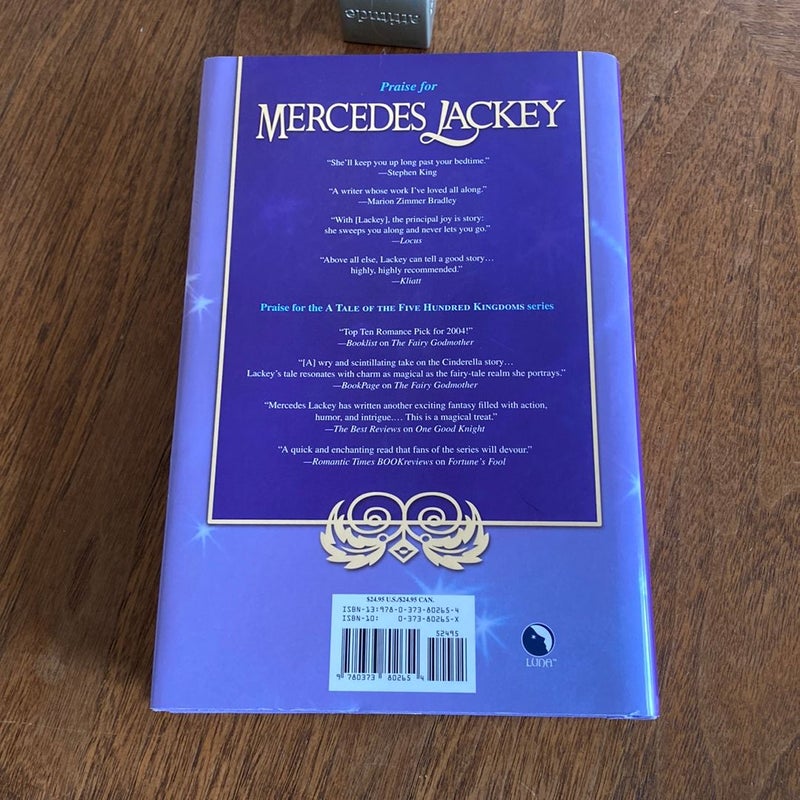 attitude
Praise for
MERCEDES LACKEY
“She’ll keep you up long past your bedtime.”
—Stephen King
“A writer whose work I’ve loved all along.”
—Marion Zimmer Bradley
“With [Lackey], the principal joy is story:
she sweeps you along and never lets you go.”
—Locus
“Above all else, Lackey can tell a good story…
highly, highly recommended.”
—Kliatt
Praise for the A TALE OF THE FIVE HUNDRED KINGDOMS series
“Top Ten Romance Pick for 2004!”
—Booklist on The Fairy Godmother
“[A] wry and scintillating take on the Cinderella story…
Lackey’s tale resonates with charm as magical as the fairy-tale realm she portrays.”
—BookPage on The Fairy Godmother
“Mercedes Lackey has written another exciting fantasy filled with action,
humor, and intrigue.… This is a magical treat.”
—The Best Reviews on One Good Knight
“A quick and enchanting read that fans of the series will devour.”
—Romantic Times BOOKreviews on Fortune’s Fool
$24.95 U.S./$24.95 CAN.
ISBN-13:978-0-373-80265-4
ISBN-10: 0-373-80265-X
52495
9 780373 80265 4
LUNA™